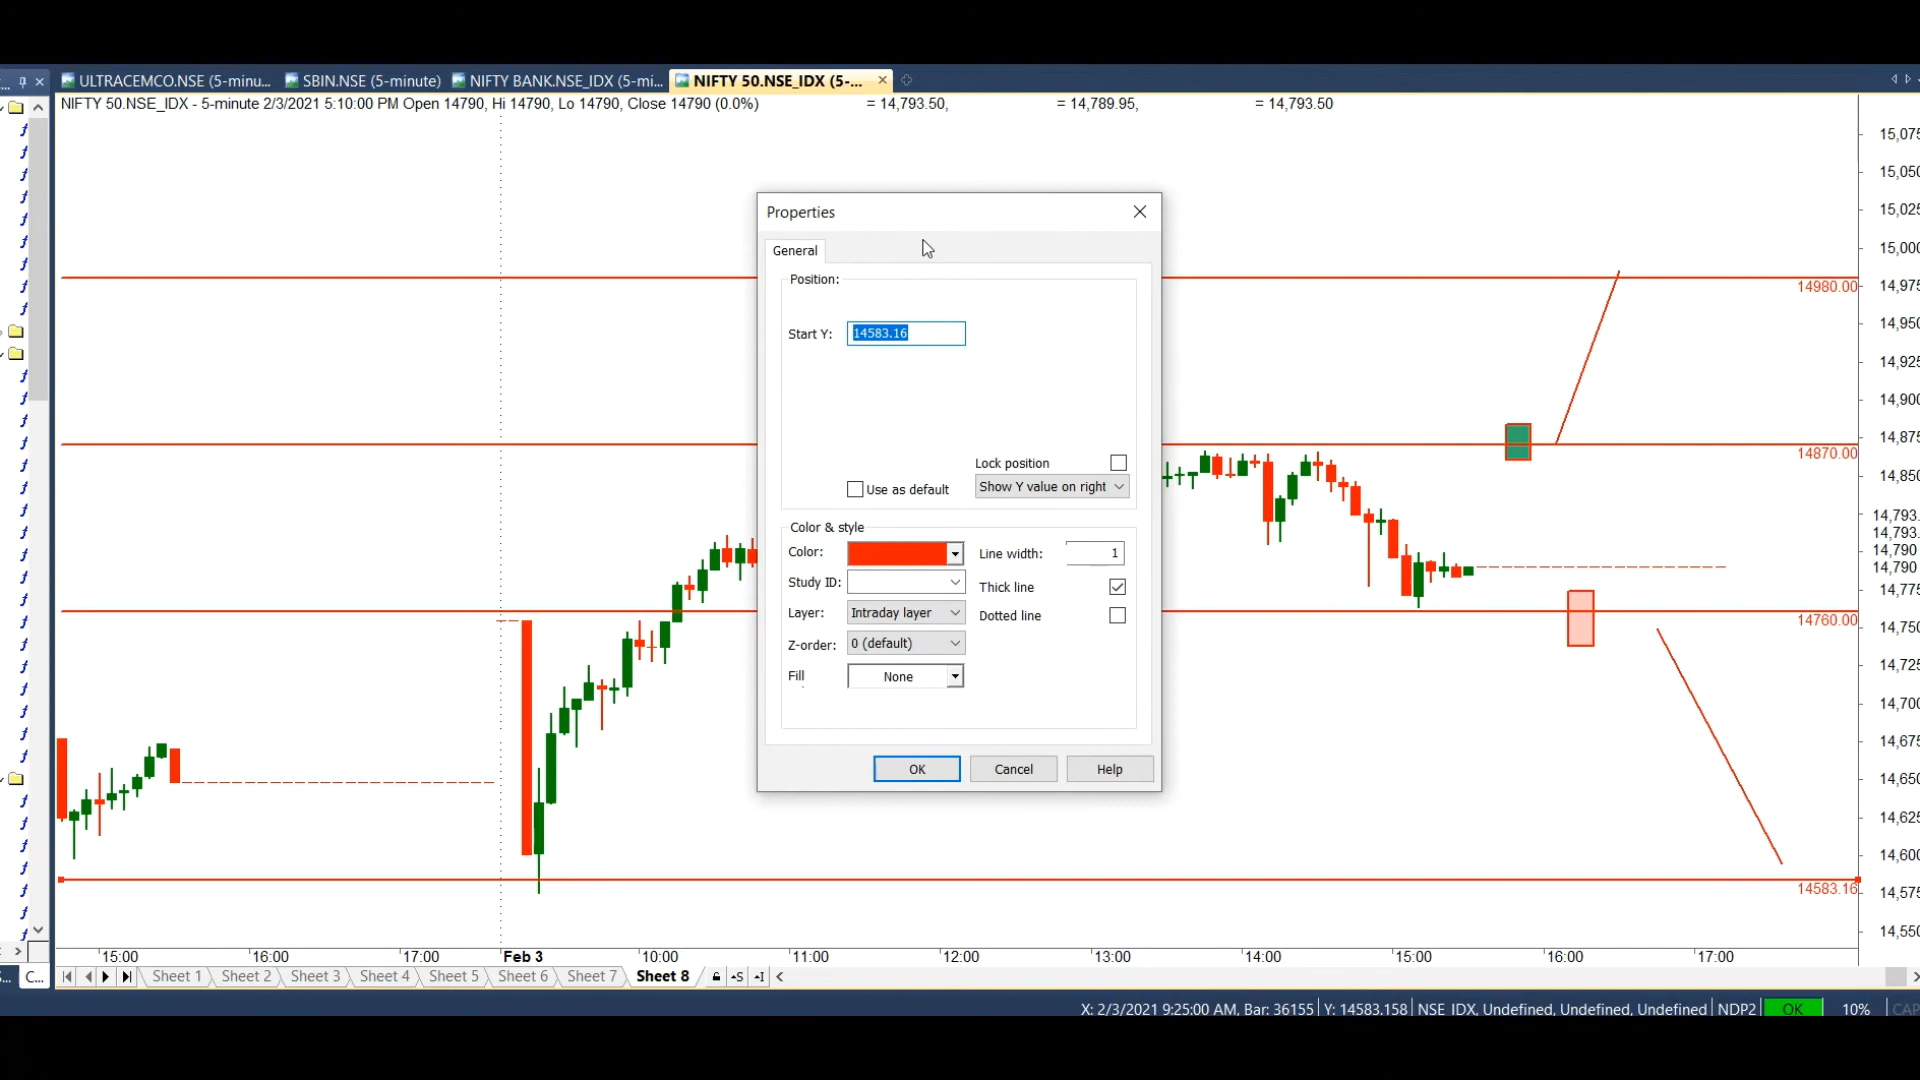 ULTRACEMCO.NSE (5-minu...
SBIN.NSE (5-minute)
NIFTY BANK.NSE_IDX (5-mi...
NIFTY 50.NSE_IDX (5-...
NIFTY 50.NSE_IDX - 5-minute 2/3/2021 5:10:00 PM Open 14790, Hi 14790, Lo 14790, Close 14790 (0.0%)
= 14,793.50,
= 14,789.95,
= 14,793.50
Properties
General
Position:
Start Y:
14583.16
Lock position
Use as default
Show Y value on right
Color & style
Color:
Line width:
1
Study ID:
Thick line
Layer:
Intraday layer
Dotted line
Z-order:
0 (default)
Fill
None
OK
Cancel
Help
14980.00
14870.00
14760.00
14583.16
15,075
15,050
15,025
15,000
14,975
14,950
14,925
14,900
14,875
14,850
14,793.
14,793.
14,790
14,790
14,775
14,750
14,725
14,700
14,675
14,650
14,625
14,600
14,575
14,550
15:00
16:00
17:00
Feb 3
10:00
11:00
12:00
13:00
14:00
15:00
16:00
17:00
S...
C...
Sheet 1
Sheet 2
Sheet 3
Sheet 4
Sheet 5
Sheet 6
Sheet 7
Sheet 8
X: 2/3/2021 9:25:00 AM, Bar: 36155
Y: 14583.158
NSE IDX, Undefined, Undefined, Undefined
NDP2
OK
10%
CAP